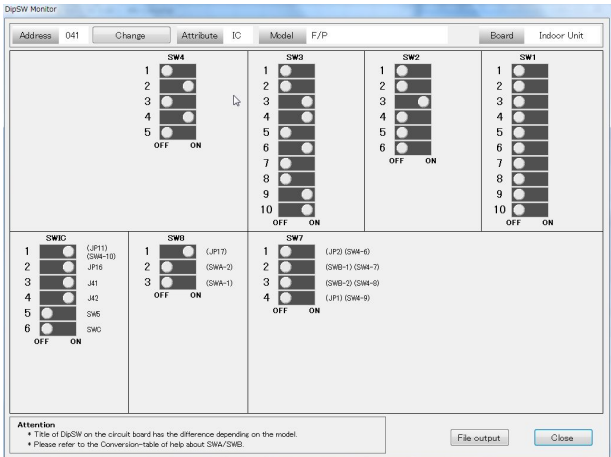 DipSW Monitor
Address 041 Change Attribute IC Model F/P Board Indoor Unit
SW4
1
2
3
4
5
OFF ON
SW3
1
2
3
4
5
6
7
8
9
10
OFF ON
SW2
1
2
3
4
5
6
OFF ON
SW1
1
2
3
4
5
6
7
8
9
10
OFF ON
SWIC
1 (JP11)
(SW4-10)
2 JP16
3 J41
4 J42
5 SW5
6 SWC
OFF ON
SW8
1 (JP17)
2 (SWA-2)
3 (SWA-1)
OFF ON
SW7
1 (JP2) (SW4-6)
2 (SWB-1) (SW4-7)
3 (SWB-2) (SW4-8)
4 (JP1) (SW4-9)
OFF ON
Attention
* Title of DipSW on the circuit board has the difference depending on the model.
* Please refer to the Conversion-table of help about SWA/SWB.
File output Close